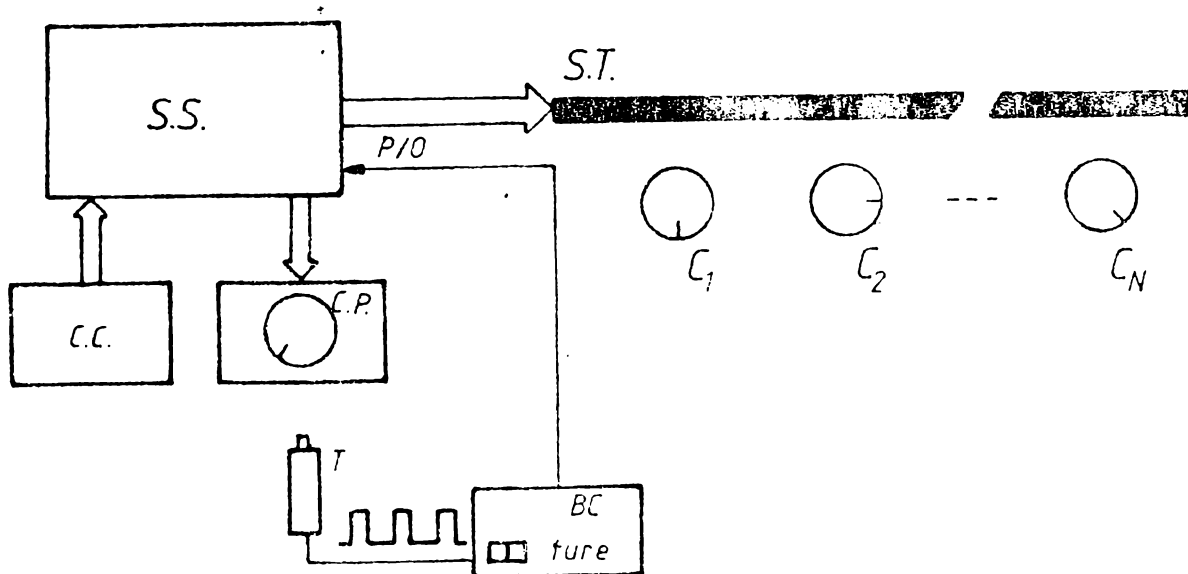 S.S.
S.T.
P/O
C1
C2
CN
C.C.
C.P.
T
BC
ture